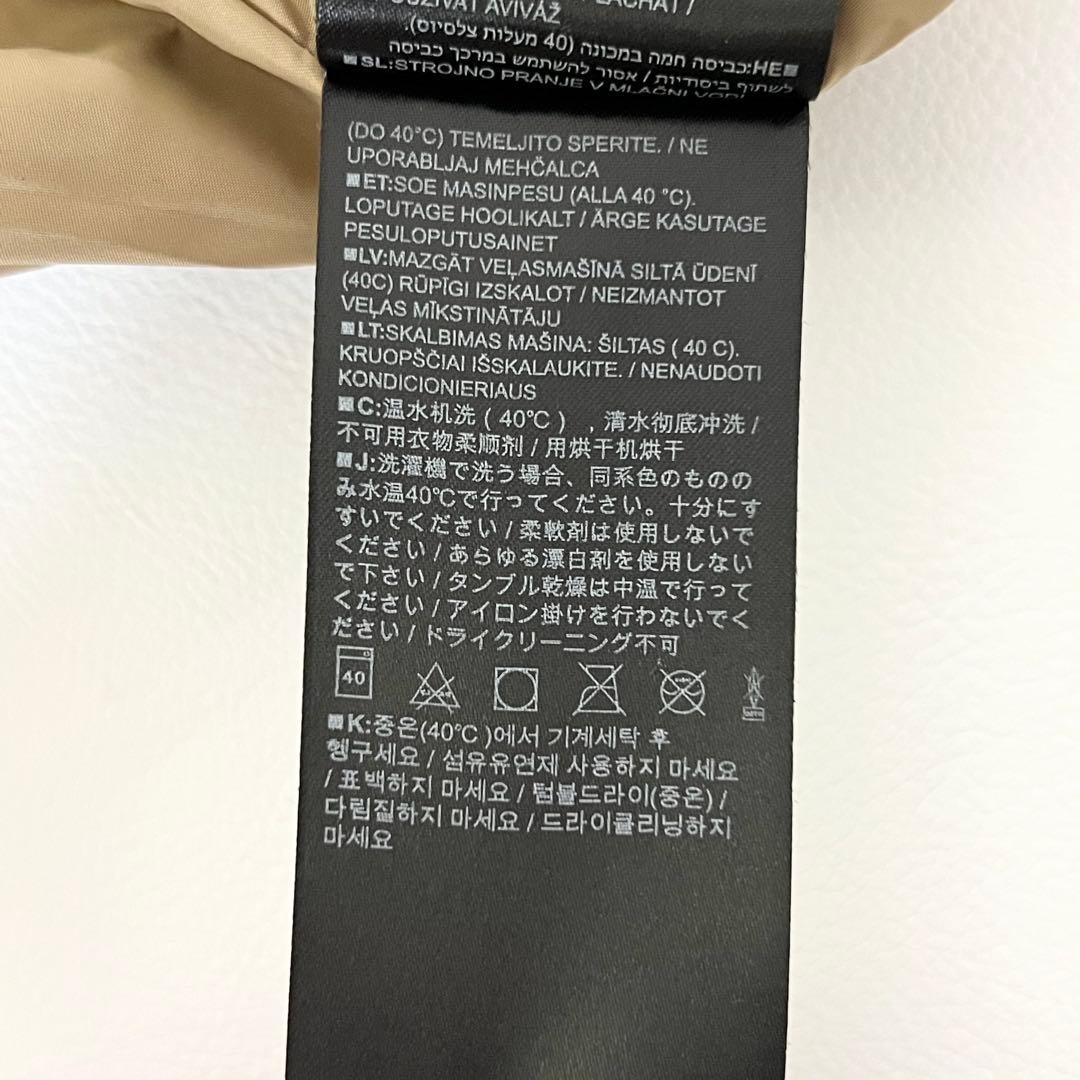 UŽÍVAT AVIVÁŽ
HE:כביסה חמה במכונה (40 מעלות צלסיוס).
לשתיף ביסודיות / אסור להשתמש במרכך כביסה
SL:STROJNO PRANJE V MLAČNI VODI
(DO 40°C) TEMELJITO SPERITE. / NE
UPORABLJAJ MEHČALCA
ET:SOE MASINPESU (ALLA 40 °C).
LOPUTAGE HOOLIKALT / ÄRGE KASUTAGE
PESULOPUTUSAINET
LV:MAZGĀT VEĻASMAŠĪNĀ SILTĀ ŪDENĪ
(40C) RŪPĪGI IZSKALOT / NEIZMANTOT
VEĻAS MĪKSTINĀTĀJU
LT:SKALBIMAS MAŠINA: ŠILTAS ( 40 C).
KRUOPŠČIAI IŠSKALAUKITE. / NENAUDOTI
KONDICIONIERIAUS
C:温水机洗 ( 40℃ ) , 清水彻底冲洗 /
不可用衣物柔顺剂 / 用烘干机烘干
J:洗濯機で洗う場合、同系色のものの
み水温40℃で行ってください。十分にす
すいでください / 柔軟剤は使用しないで
ください / あらゆる漂白剤を使用しない
で下さい / タンブル乾燥は中温で行って
ください / アイロン掛けを行わないでく
ださい / ドライクリーニング不可
40
K:중온(40℃ )에서 기계세탁 후
헹구세요 / 섬유유연제 사용하지 마세요
/ 표백하지 마세요 / 텀블드라이(중온) /
다림질하지 마세요 / 드라이클리닝하지
마세요